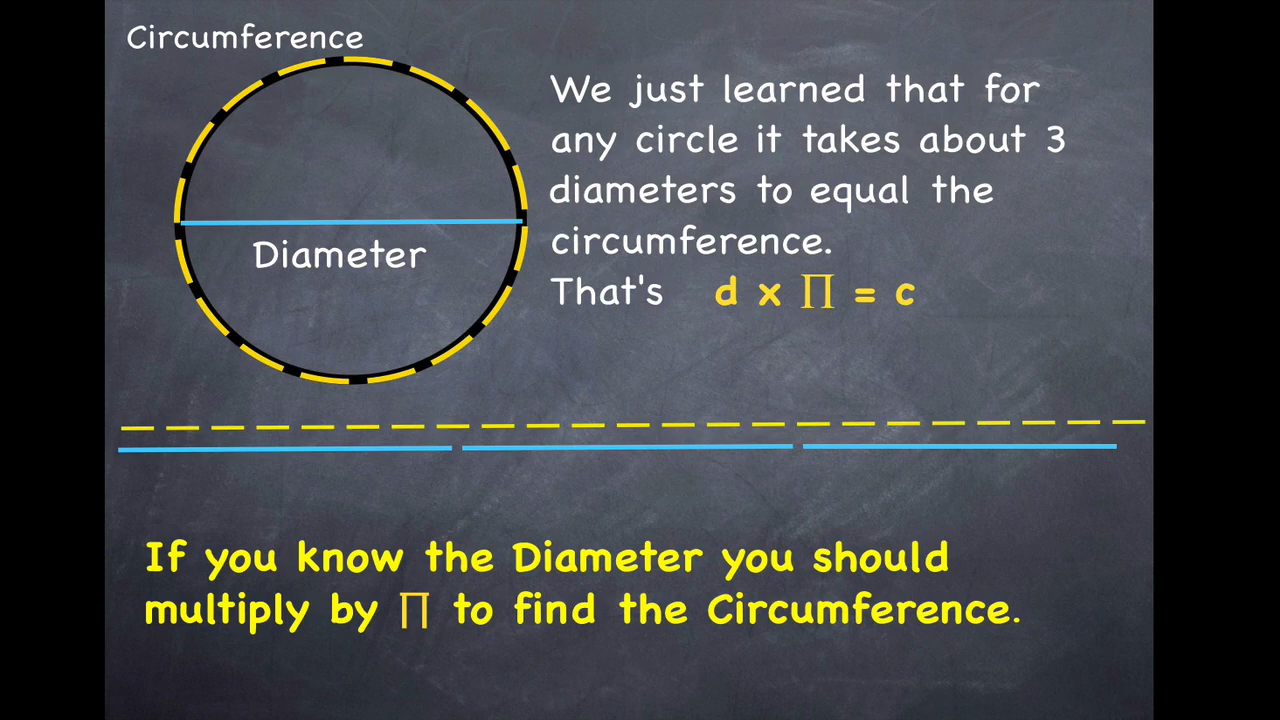 Circumference
Diameter
We just learned that for
any circle it takes about 3
diameters to equal the
circumference.
That's d x ∏ = c
If you know the Diameter you should
multiply by ∏ to find the Circumference.